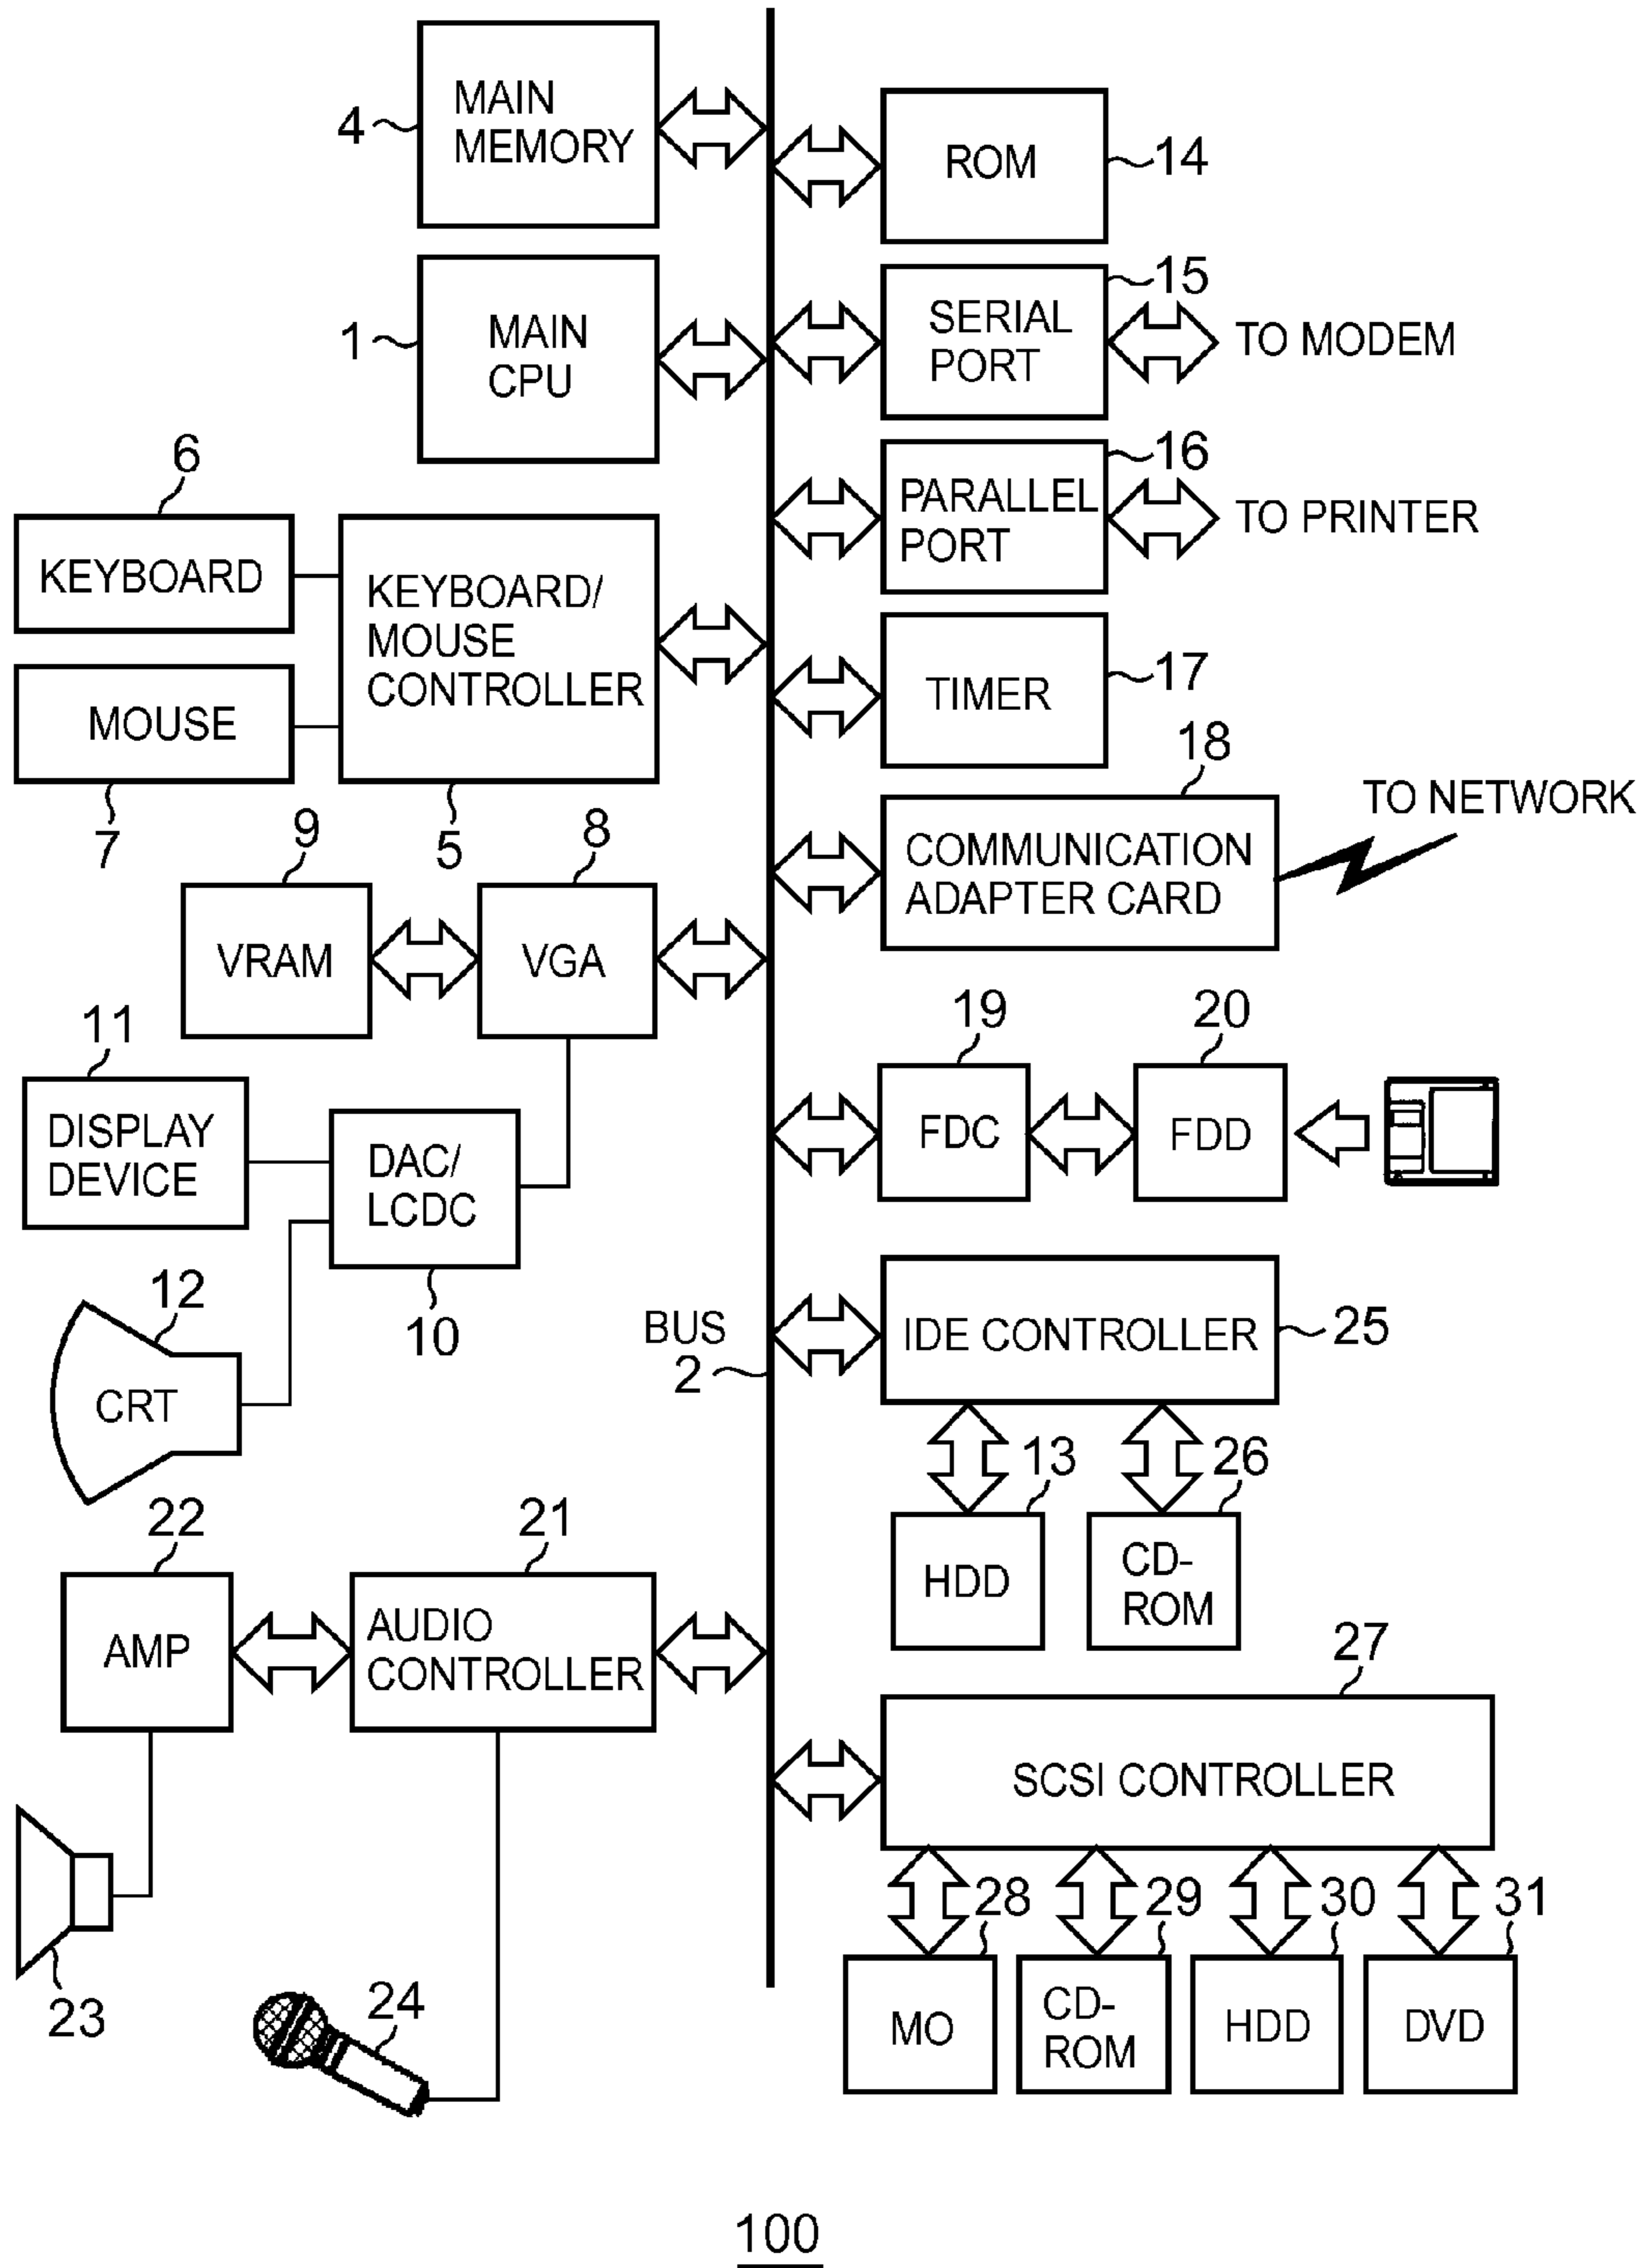 MAIN
MEMORY
4
ROM
14
MAIN
CPU
1
SERIAL
PORT
15
TO MODEM
PARALLEL
PORT
16
TO PRINTER
6
KEYBOARD
KEYBOARD/
MOUSE
CONTROLLER
5
MOUSE
7
TIMER
17
18
COMMUNICATION
ADAPTER CARD
TO NETWORK
9
VRAM
8
VGA
11
DISPLAY
DEVICE
DAC/
LCDC
10
12
CRT
19
FDC
20
FDD
BUS
2
IDE CONTROLLER
25
13
HDD
26
CD-
ROM
22
AMP
21
AUDIO
CONTROLLER
23
24
27
SCSI CONTROLLER
28
MO
29
CD-
ROM
30
HDD
31
DVD
100